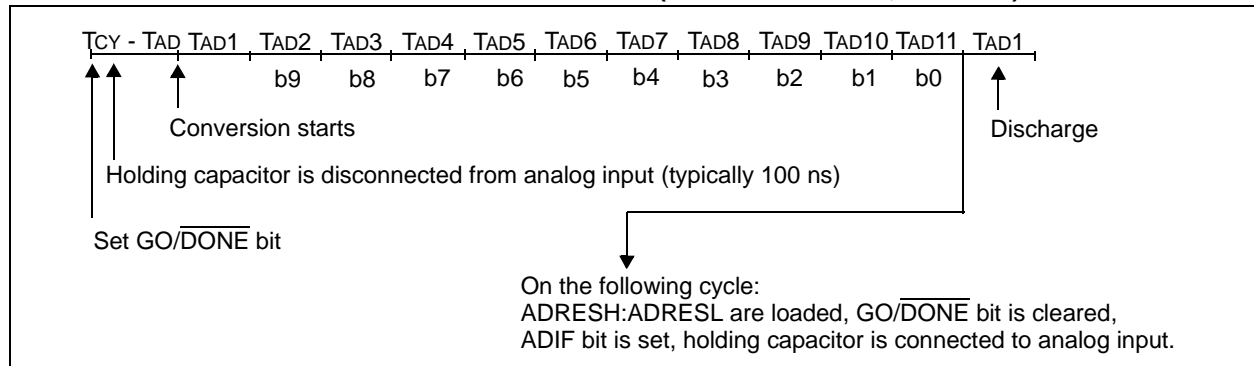 TCY - TAD TAD1 TAD2 TAD3 TAD4 TAD5 TAD6 TAD7 TAD8 TAD9 TAD10 TAD11 TAD1
b9 b8 b7 b6 b5 b4 b3 b2 b1 b0
Conversion starts
Discharge
Holding capacitor is disconnected from analog input (typically 100 ns)
Set GO/DONE bit
On the following cycle:
ADRESH:ADRESL are loaded, GO/DONE bit is cleared,
ADIF bit is set, holding capacitor is connected to analog input.